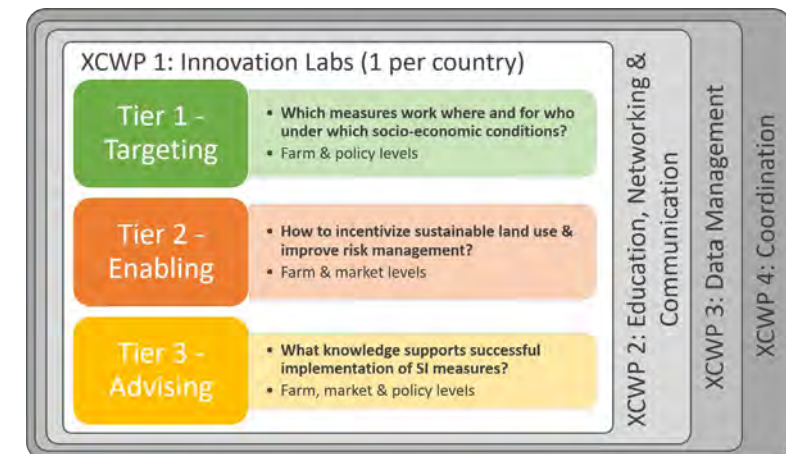 XCWP 1: Innovation Labs (1 per country)
Tier 1 -
Targeting
• Which measures work where and for who
under which socio-economic conditions?
• Farm & policy levels
Tier 2 -
Enabling
• How to incentivize sustainable land use &
improve risk management?
• Farm & market levels
Tier 3 -
Advising
• What knowledge supports successful
implementation of SI measures?
• Farm, market & policy levels
XCWP 2: Education, Networking &
Communication
XCWP 3: Data Management
XCWP 4: Coordination